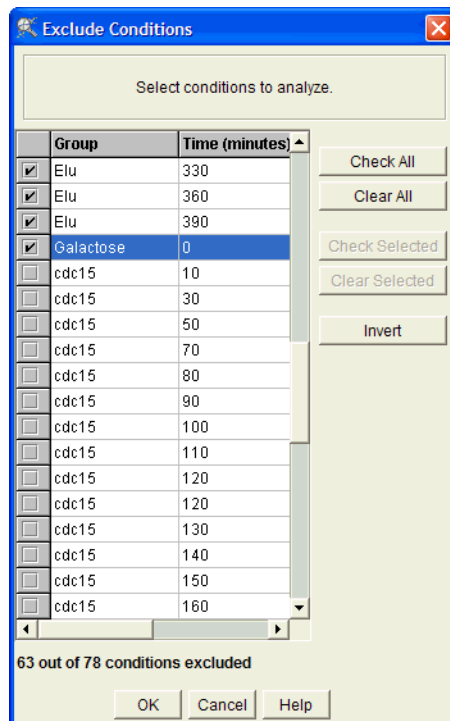 Exclude Conditions
Select conditions to analyze.
Group Time (minutes)
Elu 330
Elu 360
Elu 390
Galactose 0
cdc15 10
cdc15 30
cdc15 50
cdc15 70
cdc15 80
cdc15 90
cdc15 100
cdc15 110
cdc15 120
cdc15 120
cdc15 130
cdc15 140
cdc15 150
cdc15 160
Check All
Clear All
Check Selected
Clear Selected
Invert
63 out of 78 conditions excluded
OK Cancel Help